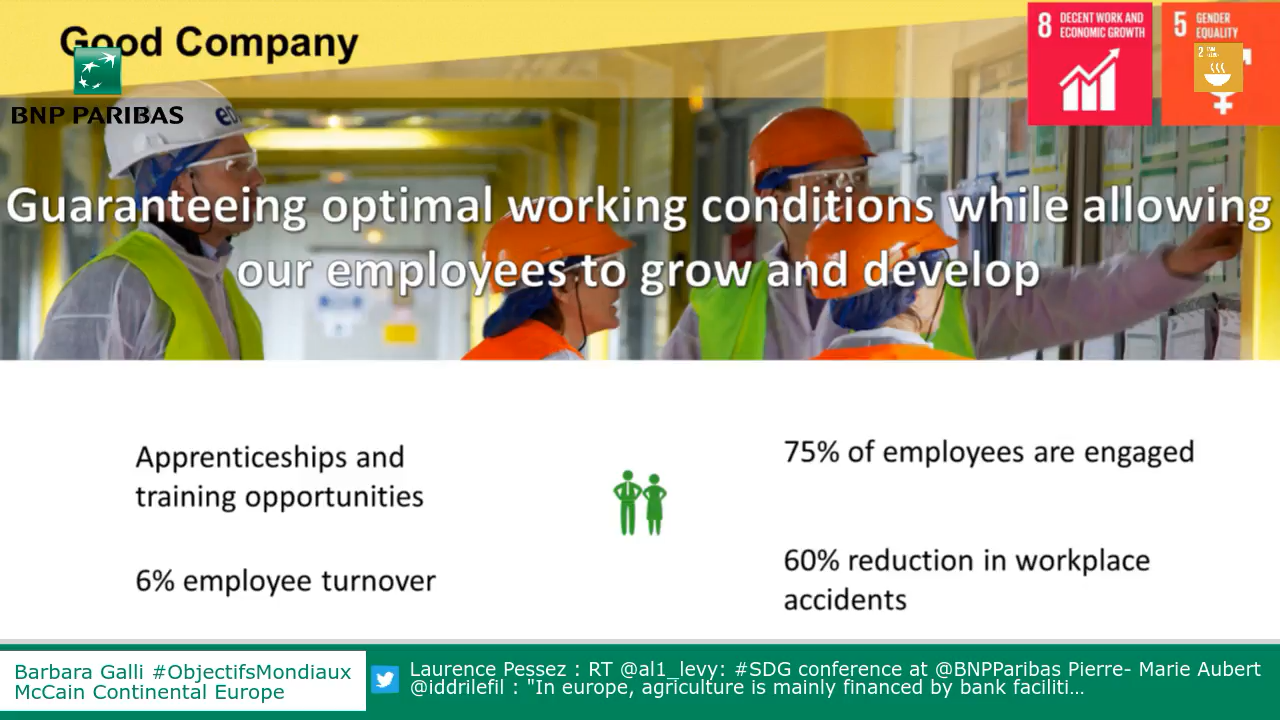 Good Company
BNP PARIBAS
8 DECENT WORK AND
ECONOMIC GROWTH
5 GENDER
EQUALITY
2
Guaranteeing optimal working conditions while allowing
our employees to grow and develop
Apprenticeships and
training opportunities
6% employee turnover
75% of employees are engaged
60% reduction in workplace
accidents
Barbara Galli #ObjectifsMondiaux
McCain Continental Europe
Laurence Pessez : RT @al1_levy: #SDG conference at @BNPParibas Pierre- Marie Aubert
@iddrilefil : "In europe, agriculture is mainly financed by bank faciliti...